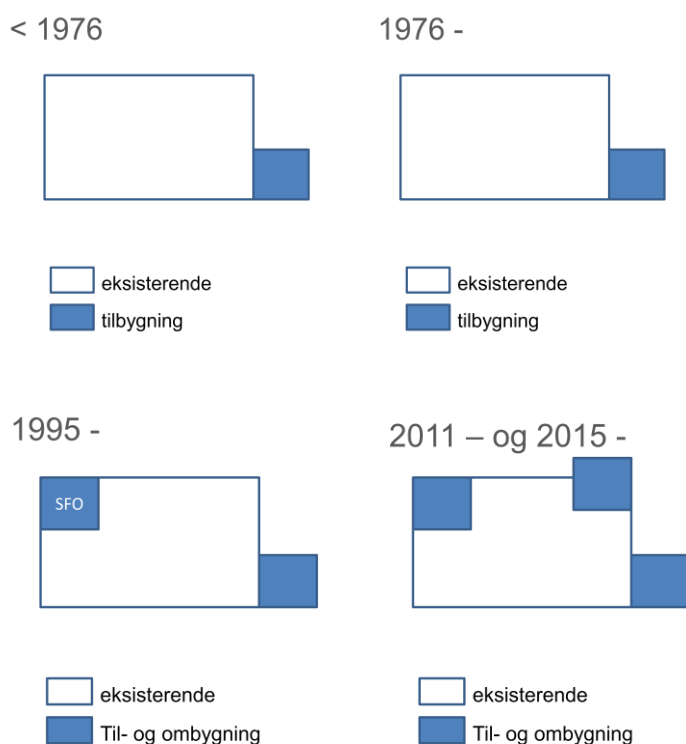 < 1976
1976 -
eksisterende
tilbygning
eksisterende
tilbygning
1995 -
2011 – og 2015 -
SFO
eksisterende
Til- og ombygning
eksisterende
Til- og ombygning